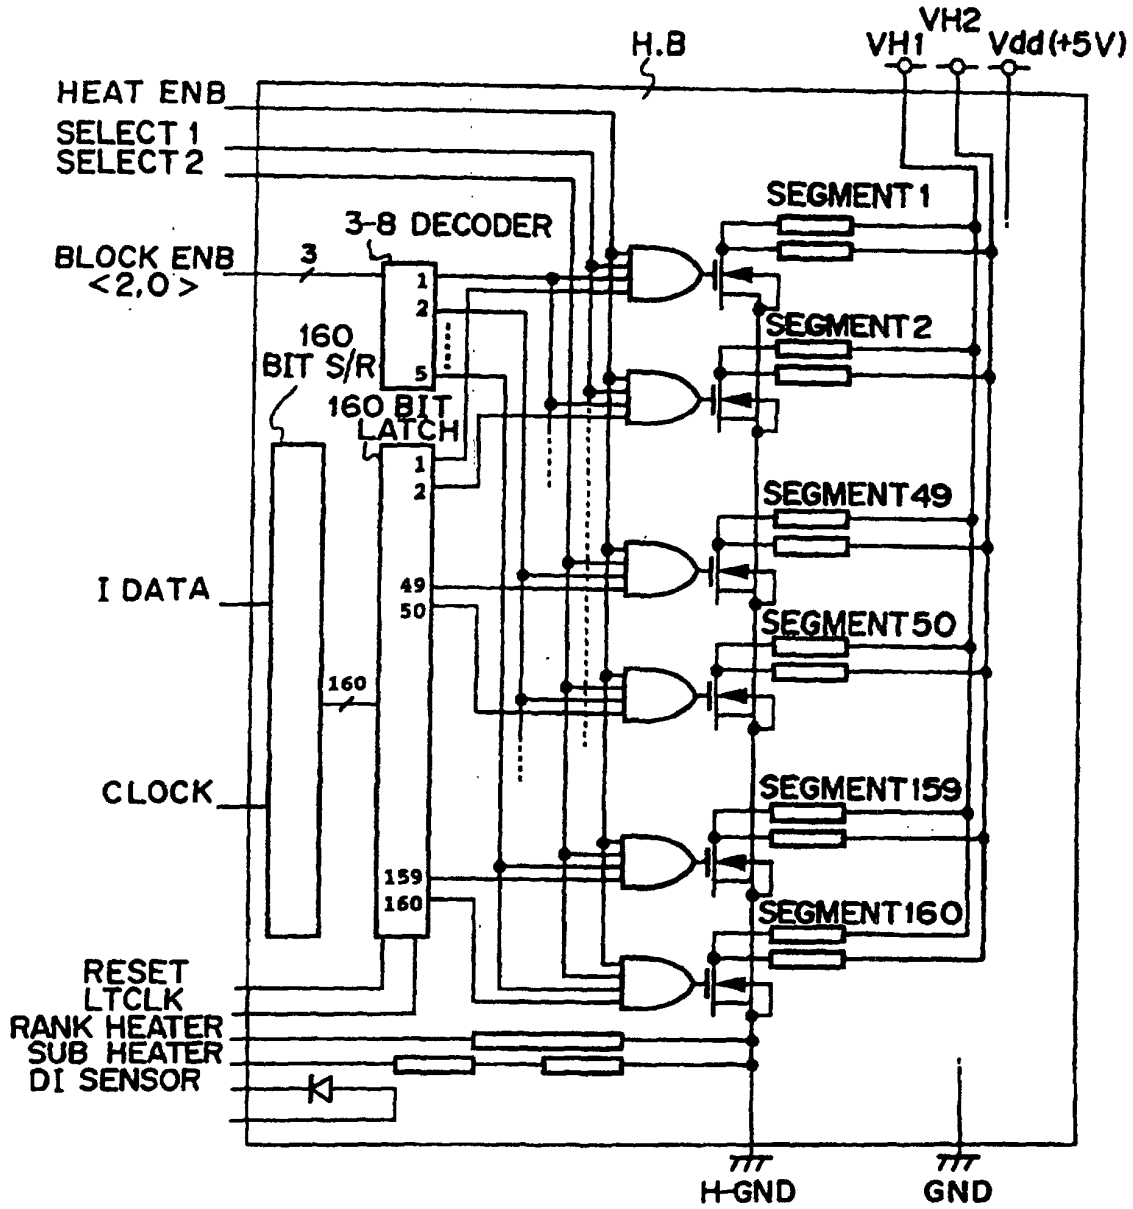 H.B
VH1
VH2
Vdd(+5V)
HEAT ENB
SELECT 1
SELECT 2
3-8 DECODER
BLOCK ENB
<2,0>
3
1
2
5
160
BIT S/R
160 BIT
LATCH
1
2
49
50
159
160
I DATA
160
CLOCK
SEGMENT 1
SEGMENT 2
SEGMENT 49
SEGMENT 50
SEGMENT 159
SEGMENT 160
RESET
LTCLK
RANK HEATER
SUB HEATER
DI SENSOR
H-GND
GND